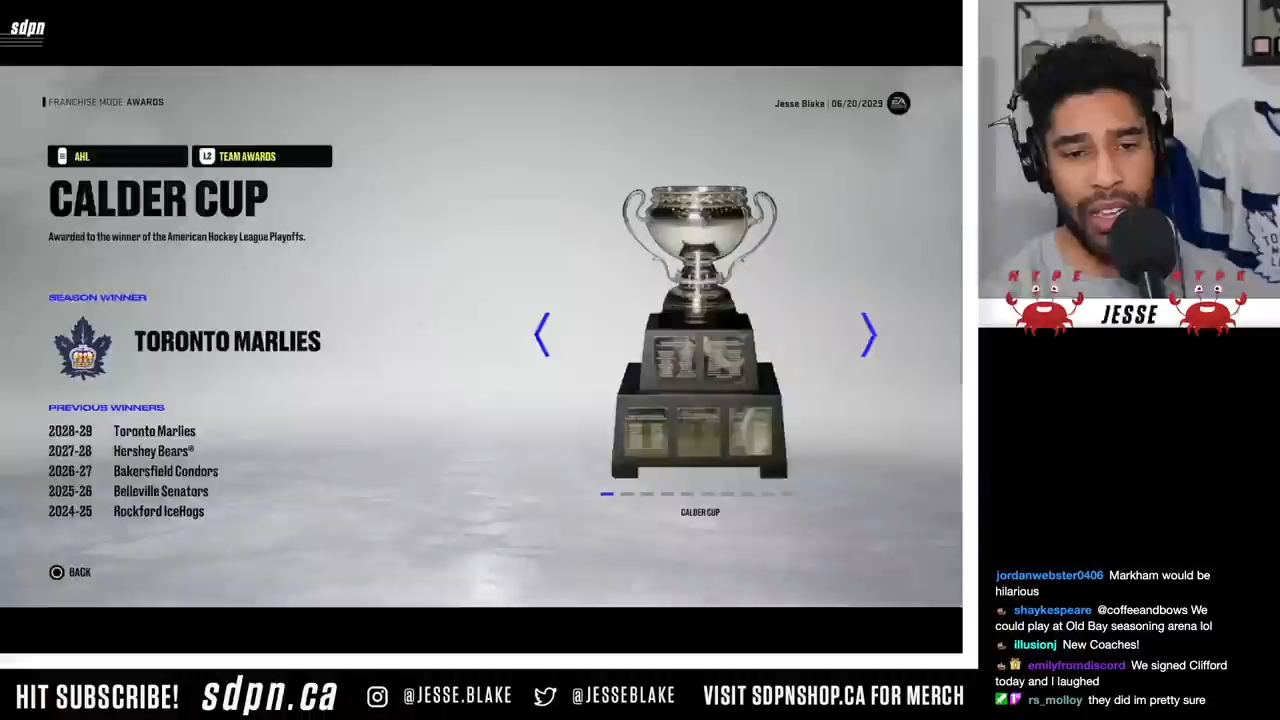 sdpn
FRANCHISE MODE AWARDS
Jesse Blake | 06/20/2029
EA
AHL
L2 TEAM AWARDS
CALDER CUP
Awarded to the winner of the American Hockey League Playoffs.
SEASON WINNER
TORONTO MARLIES
PREVIOUS WINNERS
2028-29 Toronto Marlies
2027-28 Hershey Bears®
2026-27 Bakersfield Condors
2025-26 Belleville Senators
2024-25 Rockford IceHogs
CALDER CUP
BACK
HYPE HYPE
JESSE
jordanwebster0406 Markham would be
hilarious
shaykespeare @coffeeandbows We
could play at Old Bay seasoning arena lol
illusionj New Coaches!
emilyfromdiscord We signed Clifford
today and I laughed
rs_molloy they did im pretty sure
HIT SUBSCRIBE! sdpn.ca @JESSE.BLAKE @JESSEBLAKE VISIT SDPNSHOP.CA FOR MERCH